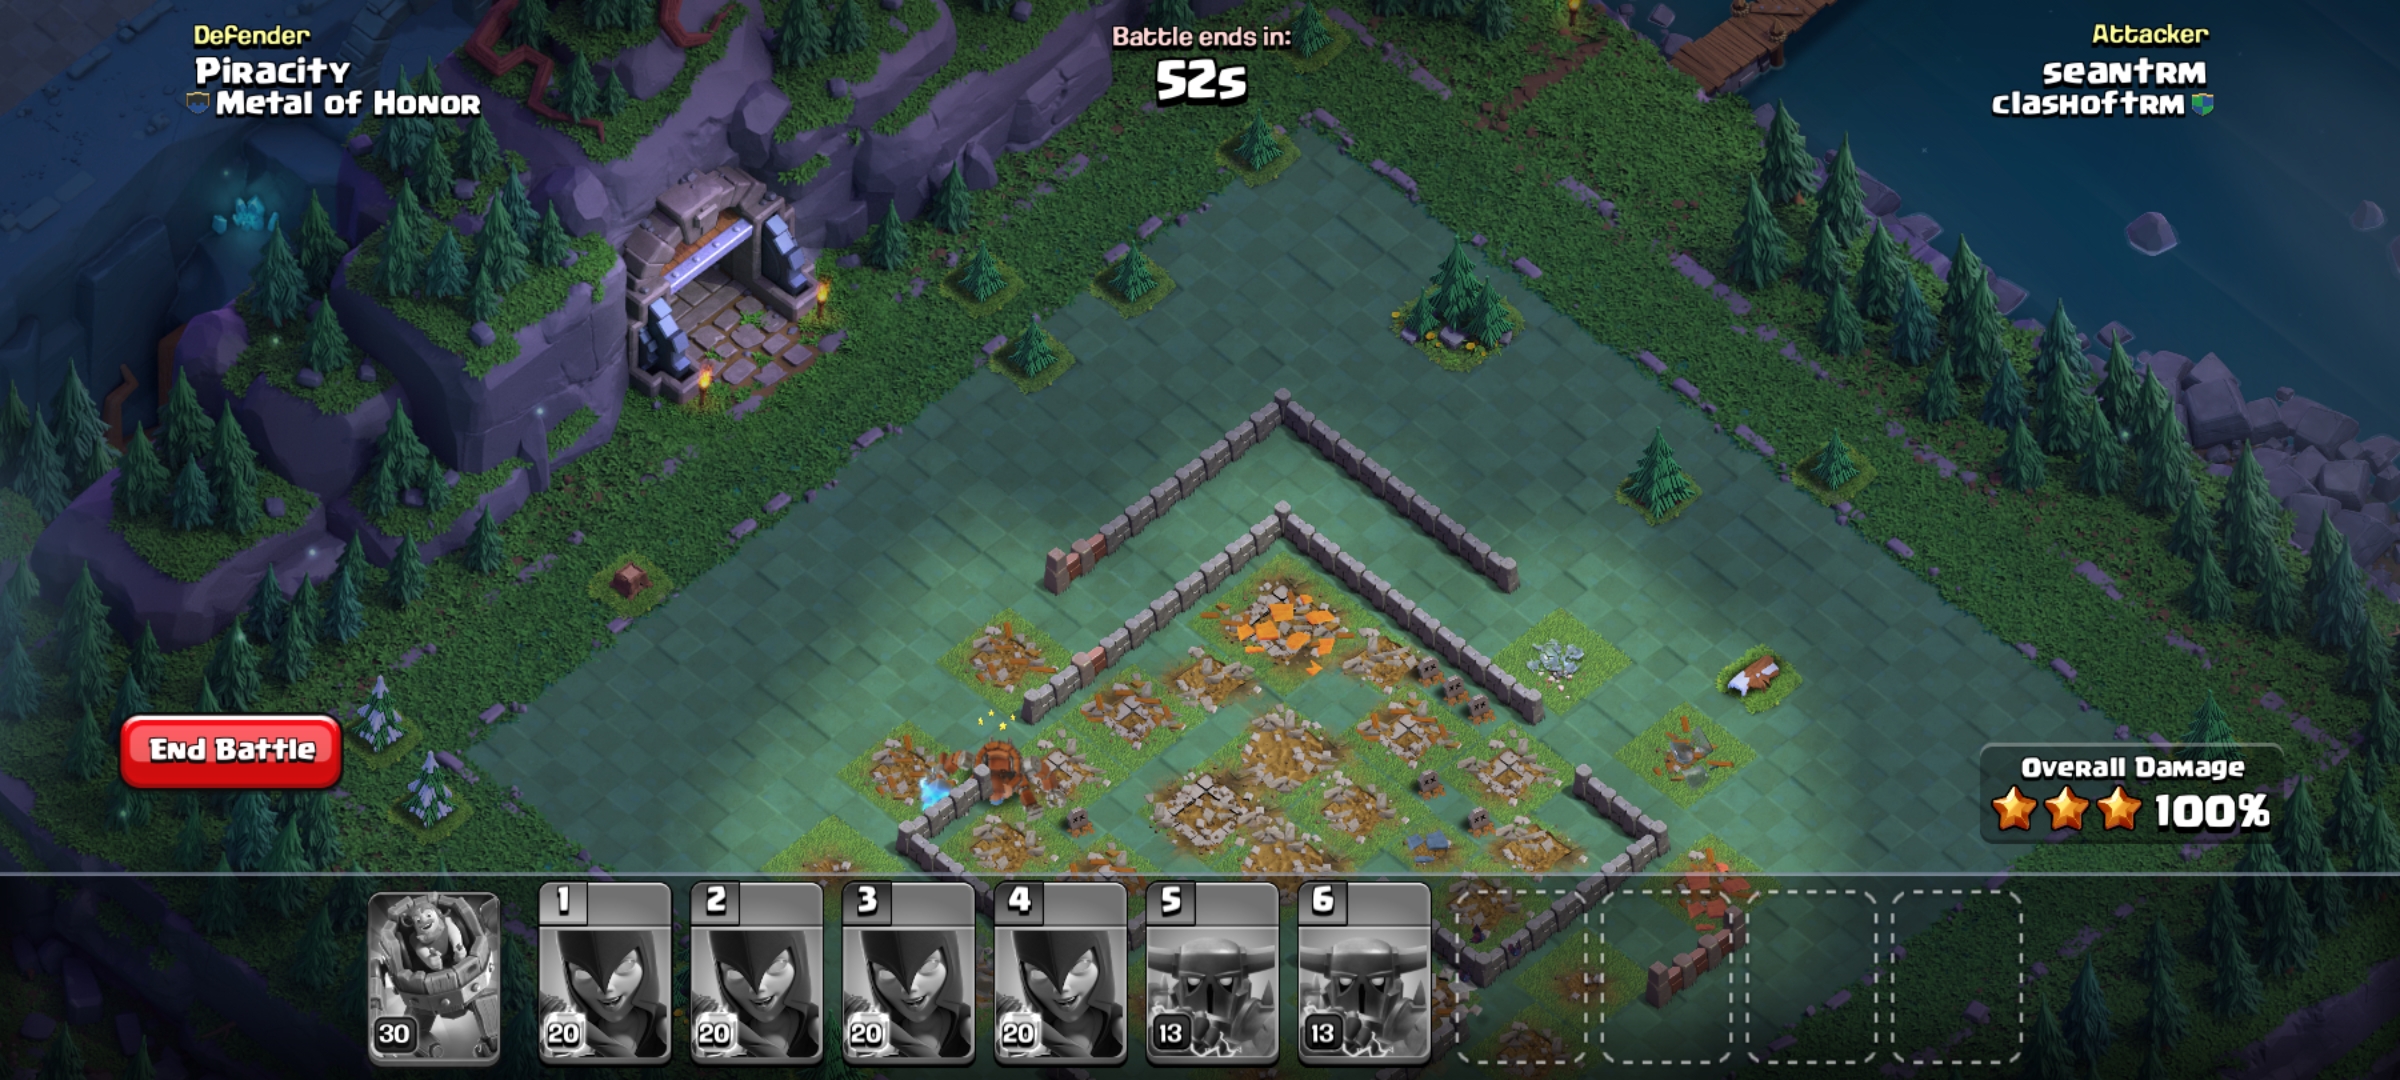 Defender
Piracity
Metal of Honor
Battle ends in:
52s
Attacker
seantrm
clashoftrm
End Battle
Overall Damage
100%
1
2
3
4
5
6
30
20
20
20
20
13
13